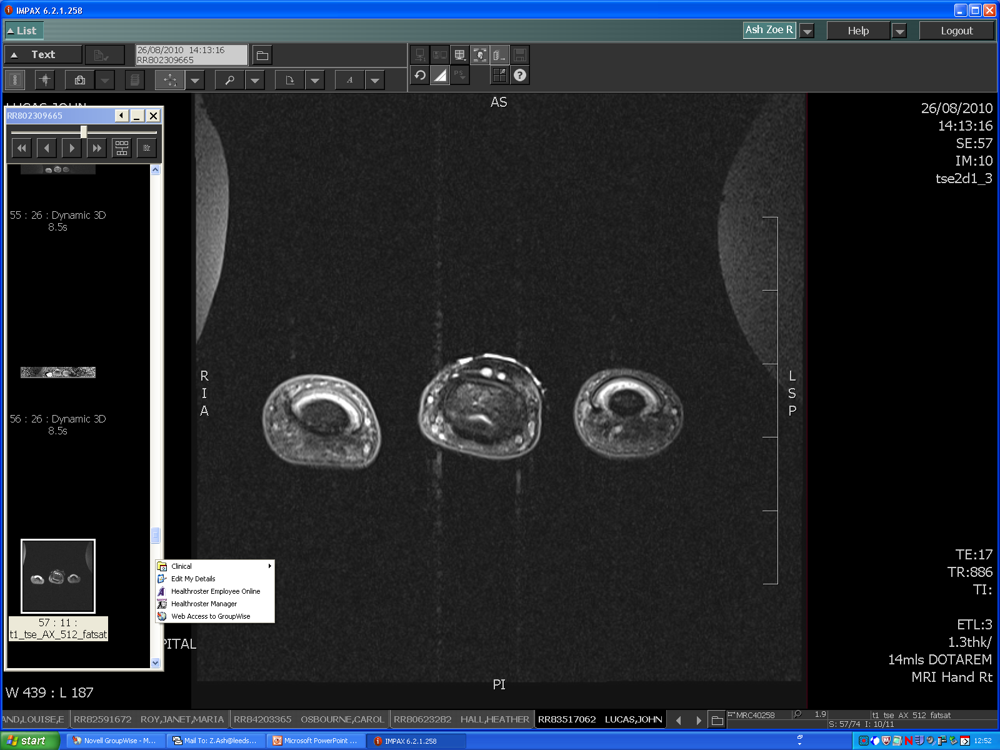 IMPAX 6.2.1.258
List
Ash Zoe R
Help
Logout
Text
26/08/2010 14:13:16
RR802309665
PS
A
LUCAS,JOHN
RR802309665
55 : 26 : Dynamic 3D
8.5s
56 : 26 : Dynamic 3D
8.5s
57 : 11 :
t1_tse_AX_512_fatsat
AS
R
I
A
L
S
P
PI
26/08/2010
14:13:16
SE:57
IM:10
tse2d1_3
TE:17
TR:886
TI:
ETL:3
1.3thk/
14mls DOTAREM
MRI Hand Rt
Clinical
Edit My Details
Healthroster Employee Online
Healthroster Manager
Web Access to GroupWise
PITAL
W 439 : L 187
AND,LOUISE,E
RR82591672 ROY,JANET,MARIA
RR84203365 OSBOURNE,CAROL
RR80623282 HALL,HEATHER
RR83517062 LUCAS,JOHN
MRC40258
1.9
t1_tse_AX_512_fatsat
S: 57/74 I: 10/11
start
Novell GroupWise - M...
Mail To: Z.Ash@leeds...
Microsoft PowerPoint ...
IMPAX 6.2.1.258
12:52